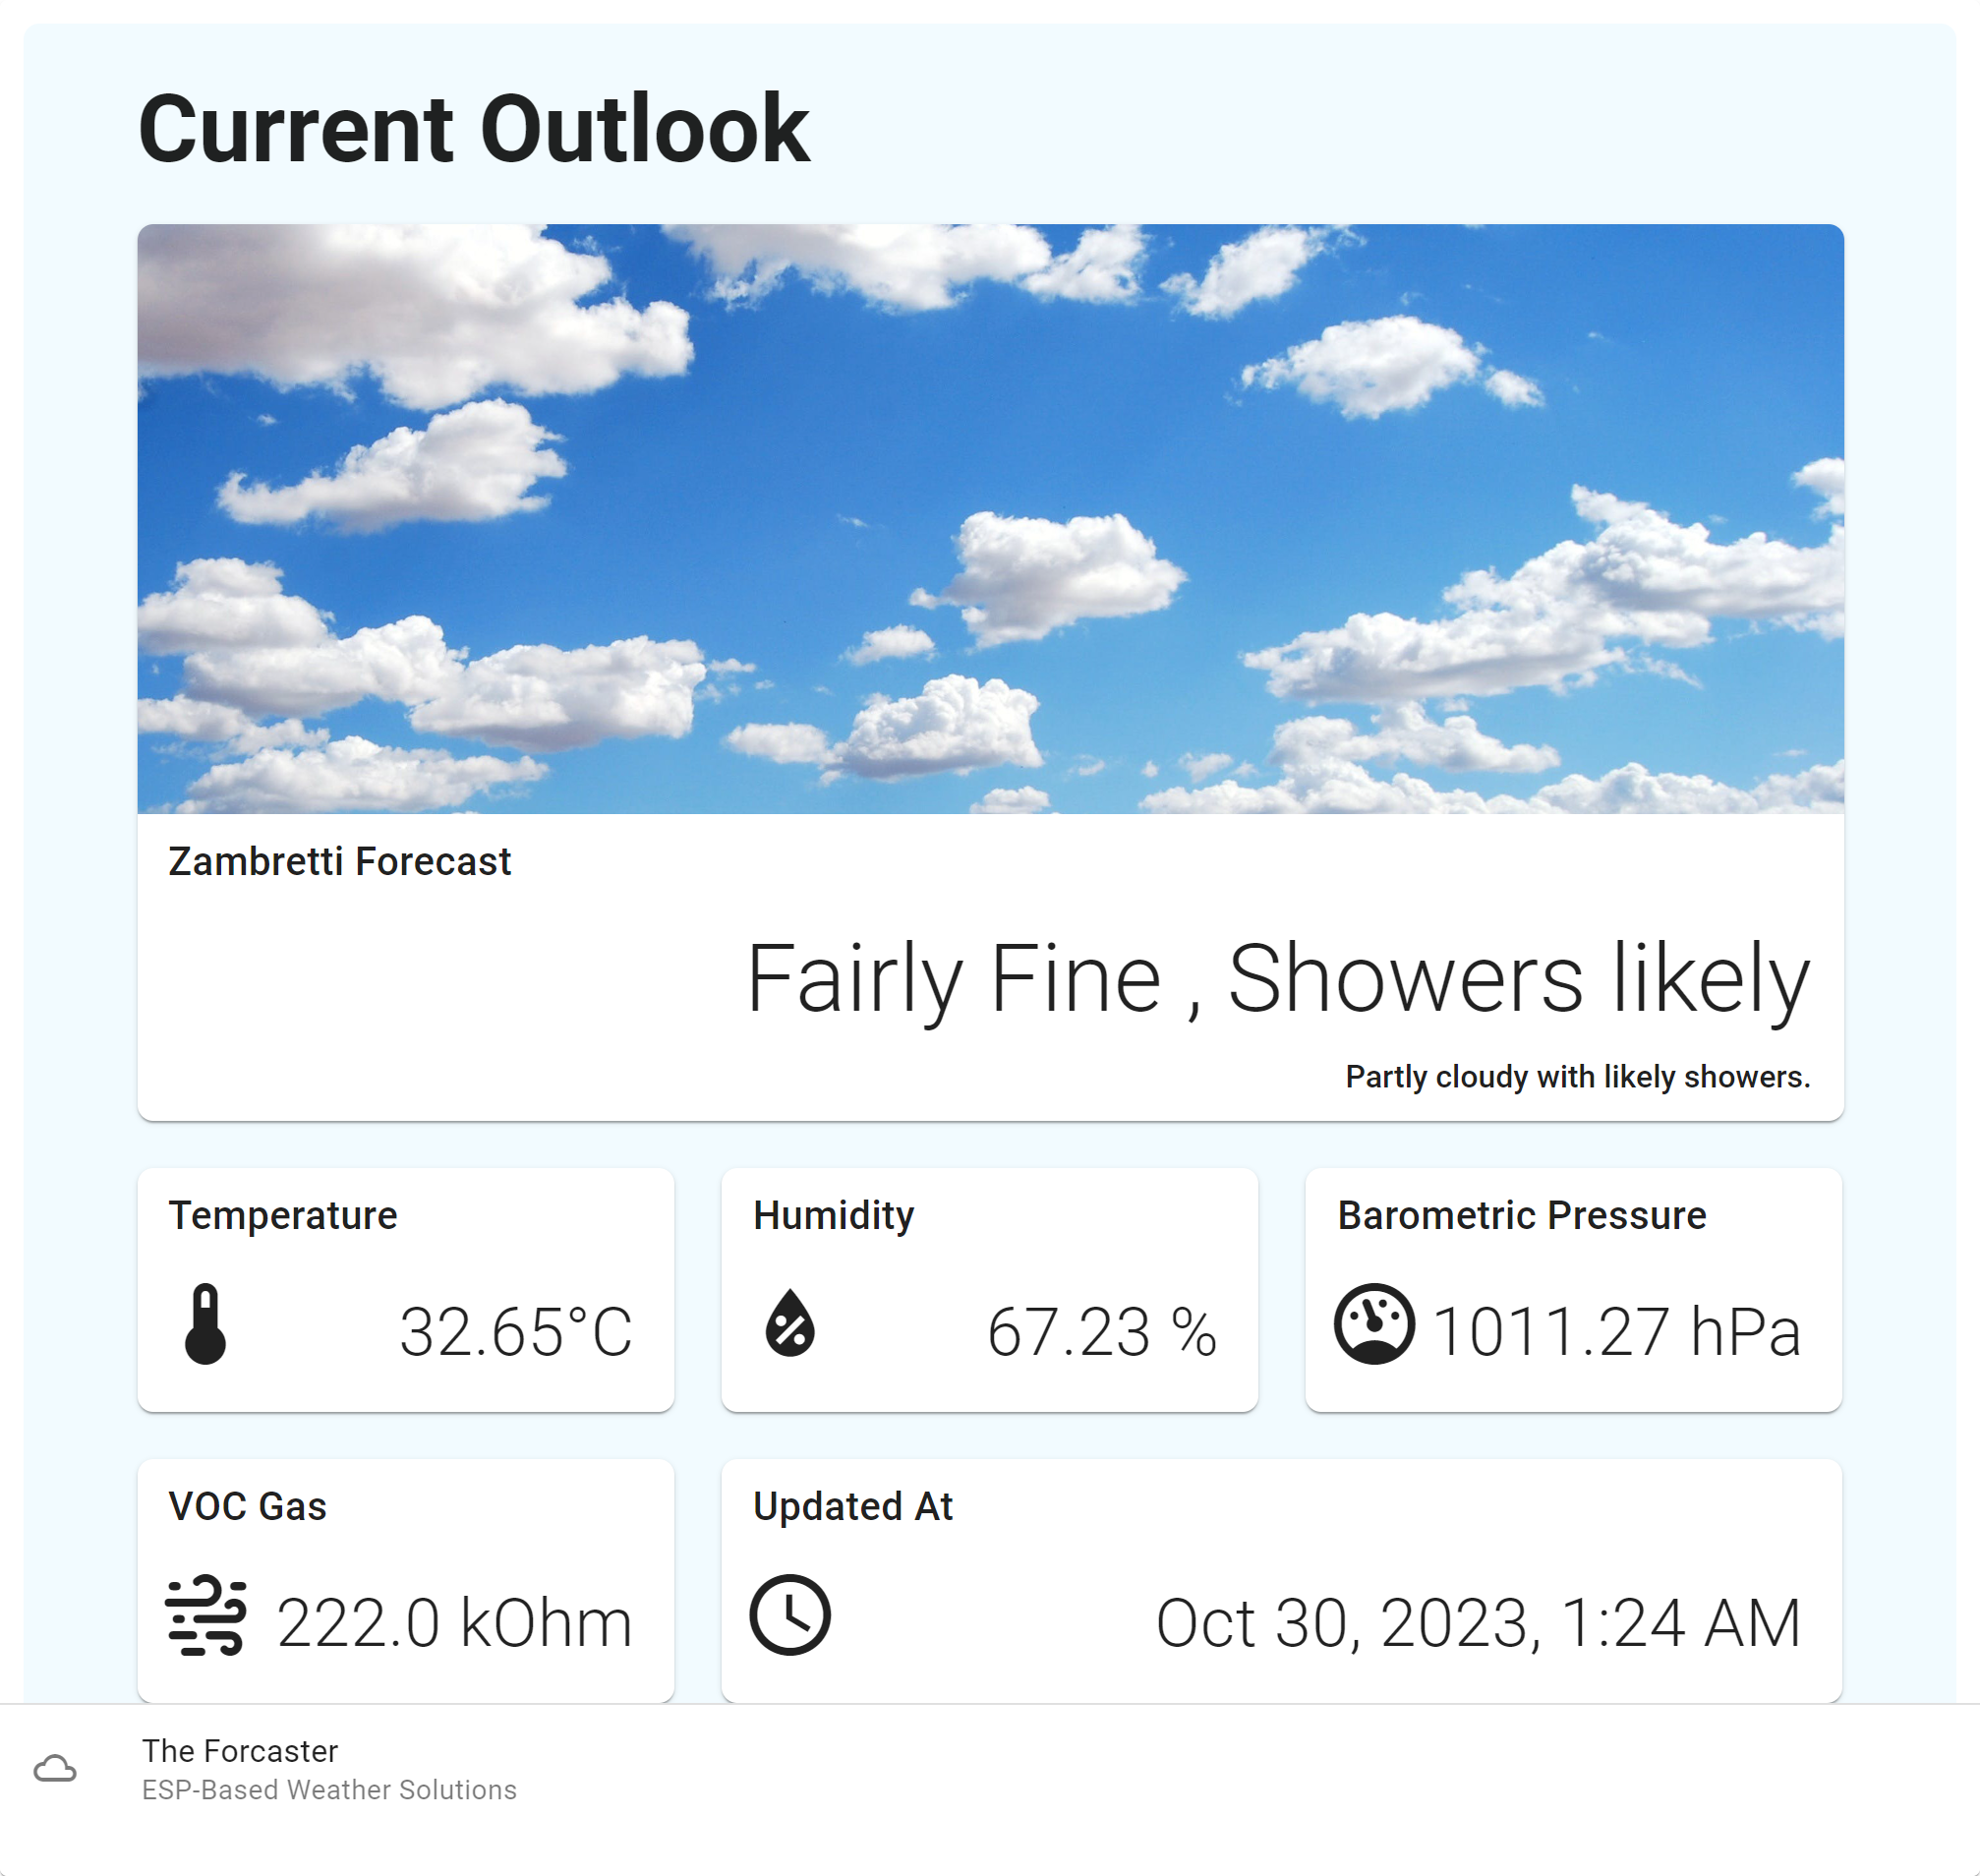 Current Outlook
Zambretti Forecast
Fairly Fine , Showers likely
Partly cloudy with likely showers.
Temperature
32.65°C
Humidity
67.23 %
Barometric Pressure
1011.27 hPa
VOC Gas
222.0 kOhm
Updated At
Oct 30, 2023, 1:24 AM
The Forcaster
ESP-Based Weather Solutions